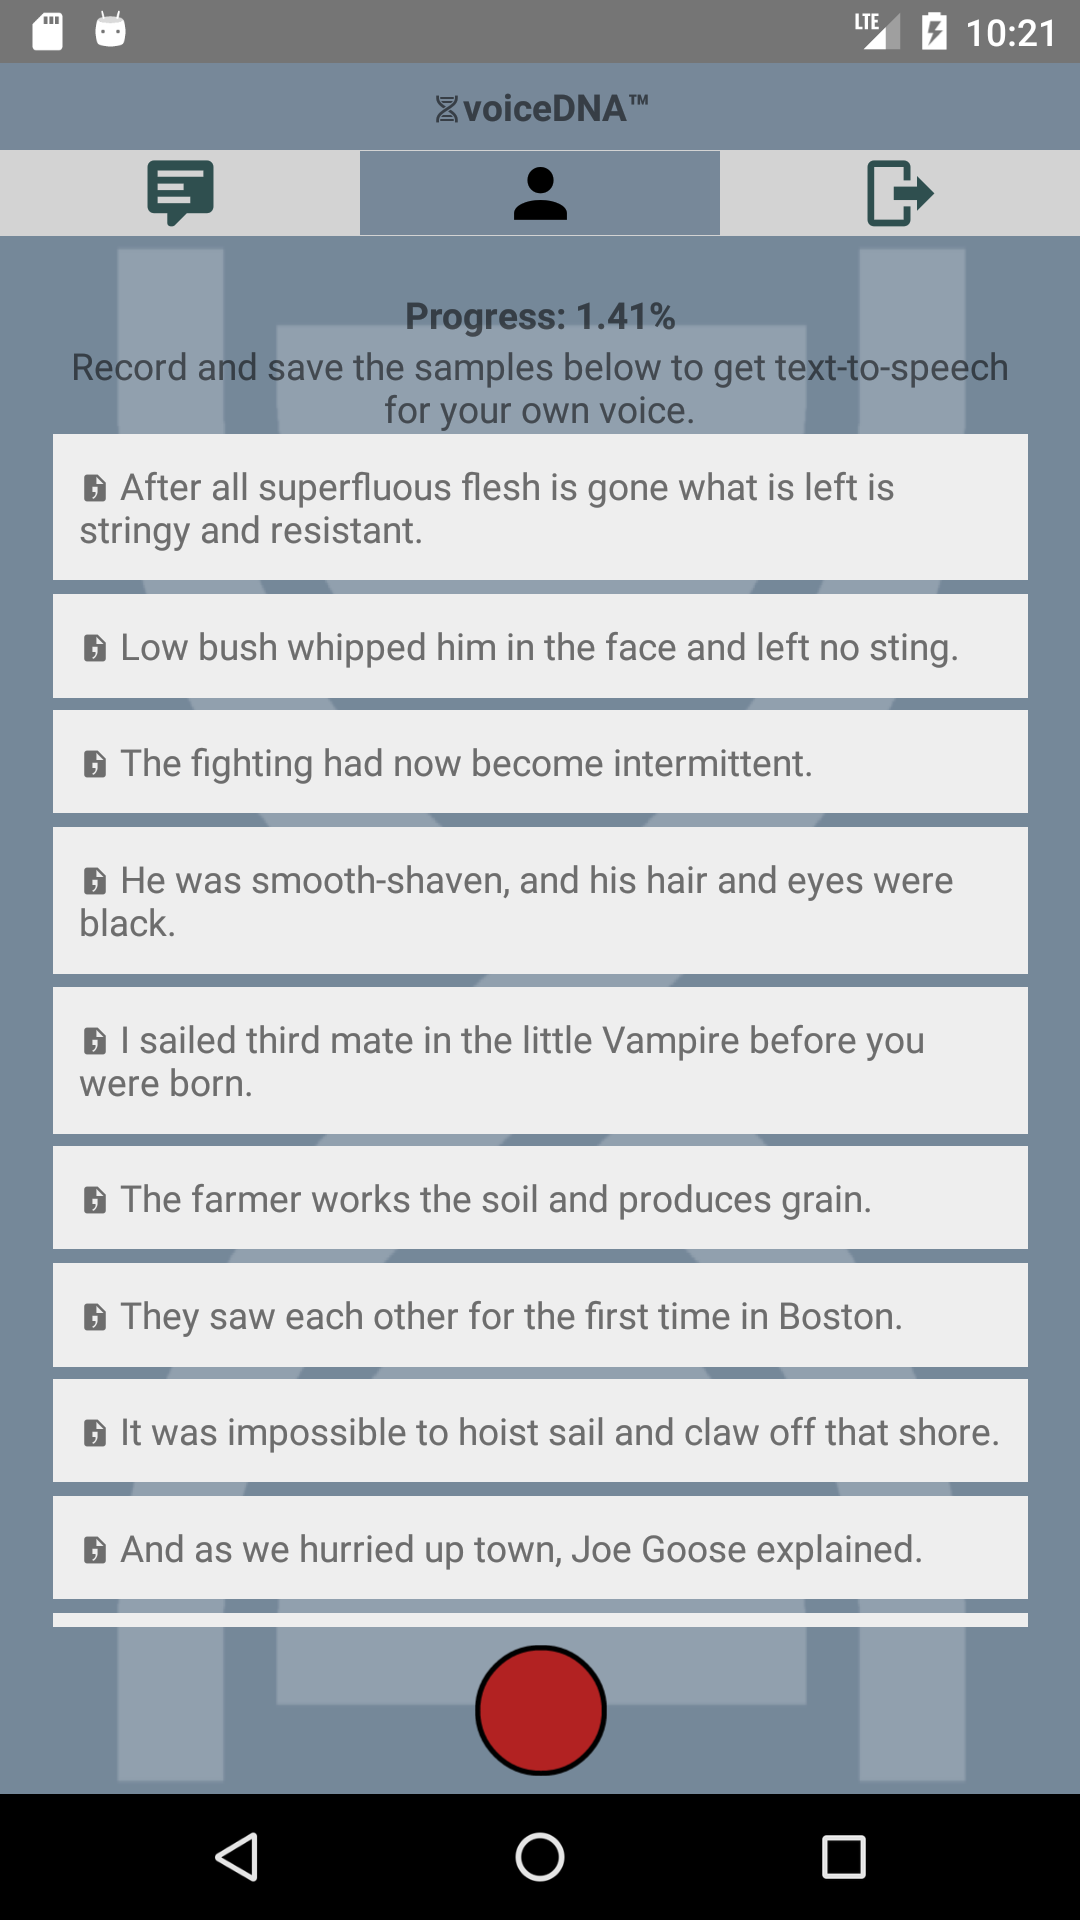 LTE 10:21
voiceDNA™
Progress: 1.41%
Record and save the samples below to get text-to-speech
for your own voice.
After all superfluous flesh is gone what is left is
stringy and resistant.
Low bush whipped him in the face and left no sting.
The fighting had now become intermittent.
He was smooth-shaven, and his hair and eyes were
black.
I sailed third mate in the little Vampire before you
were born.
The farmer works the soil and produces grain.
They saw each other for the first time in Boston.
It was impossible to hoist sail and claw off that shore.
And as we hurried up town, Joe Goose explained.